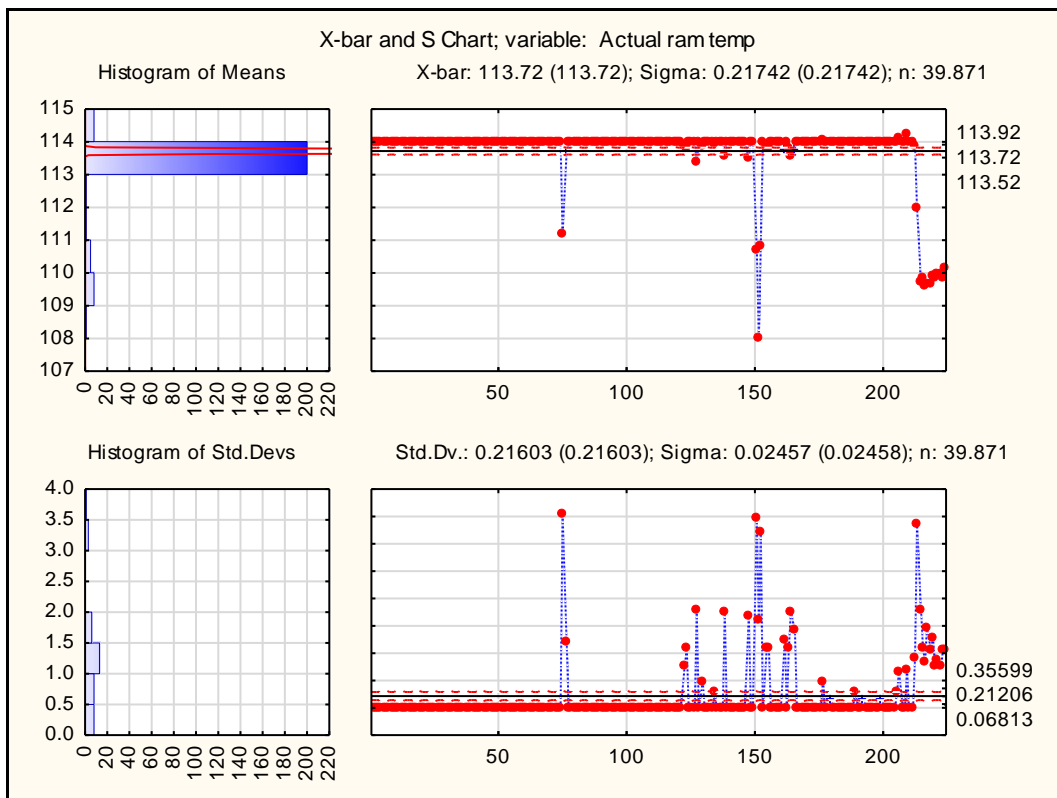 X-bar and S Chart; variable: Actual ram temp
Histogram of Means
X-bar: 113.72 (113.72); Sigma: 0.21742 (0.21742); n: 39.871
115
114
113
112
111
110
109
108
107
0 20 40 60 80 100 120 140 160 180 200 220
50 100 150 200
113.92
113.72
113.52
Histogram of Std.Devs
Std.Dv.: 0.21603 (0.21603); Sigma: 0.02457 (0.02458); n: 39.871
4.0
3.5
3.0
2.5
2.0
1.5
1.0
0.5
0.0
0 20 40 60 80 100 120 140 160 180 200 220
50 100 150 200
0.35599
0.21206
0.06813